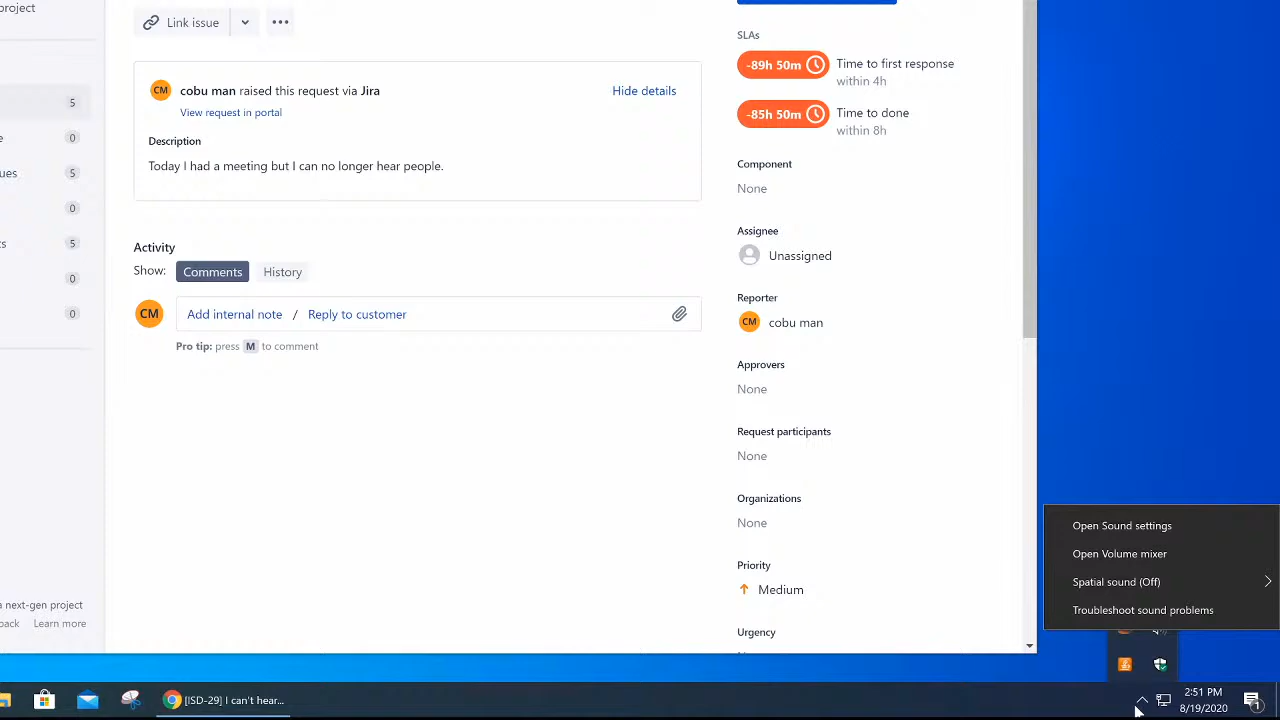 project
Link issue
5
CM
cobu man raised this request via Jira
Hide details
View request in portal
Description
Today I had a meeting but I can no longer hear people.
0
0
0
0
Activity
Show:
Comments
History
CM
Add internal note / Reply to customer
Pro tip: press M to comment
a next-gen project
Learn more
SLAs
-89h 50m
Time to first response
within 4h
-85h 50m
Time to done
within 8h
Component
None
Assignee
Unassigned
Reporter
CM
cobu man
Approvers
None
Request participants
None
Organizations
None
Priority
Medium
Urgency
Open Sound settings
Open Volume mixer
Spatial sound (Off)
Troubleshoot sound problems
[ISD-29] I can't hear...
2:51 PM
8/19/2020
1